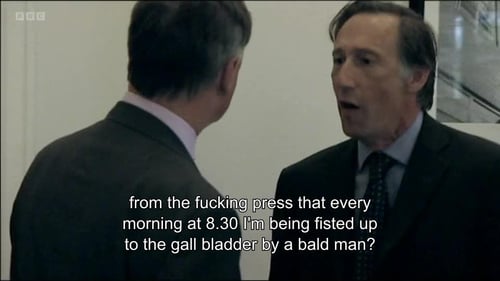 BBC
from the fucking press that every
morning at 8.30 I'm being fisted up
to the gall bladder by a bald man?